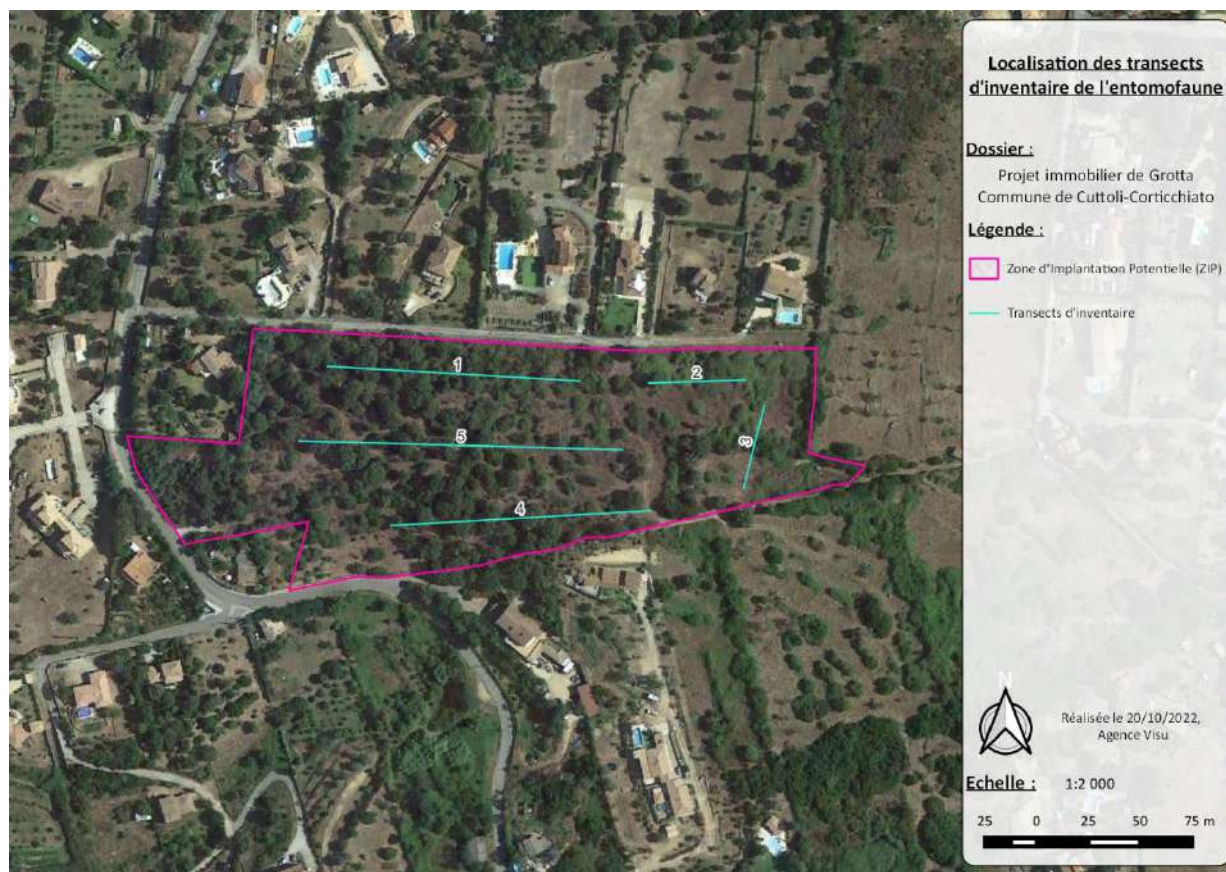 Localisation des transects
d'inventaire de l'entomofaune
Dossier :
Projet immobilier de Grotta
Commune de Cuttoli-Corticchiato
Légende :
Zone d'Implantation Potentielle (ZIP)
Transects d'inventaire
1
2
3
5
4
N
Réalisée le 20/10/2022,
Agence Visu
Echelle : 1:2 000
25 0 25 50 75 m